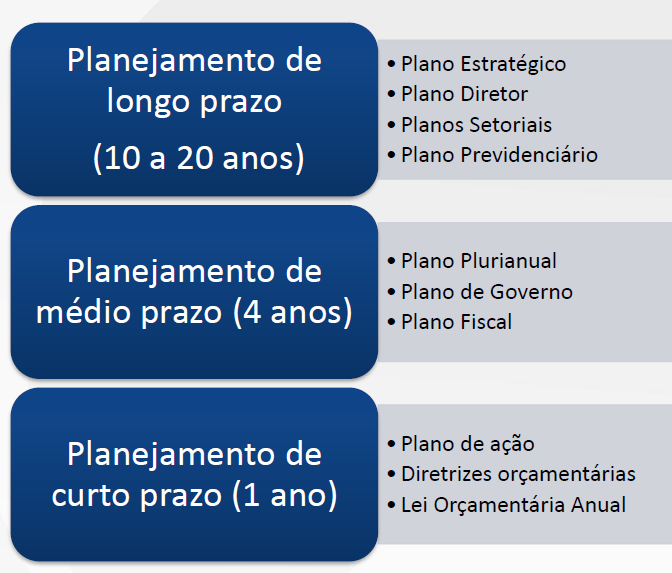 Planejamento de
longo prazo
(10 a 20 anos)
• Plano Estratégico
• Plano Diretor
• Planos Setoriais
• Plano Previdenciário
Planejamento de
médio prazo (4 anos)
• Plano Plurianual
• Plano de Governo
• Plano Fiscal
Planejamento de
curto prazo (1 ano)
• Plano de ação
• Diretrizes orçamentárias
• Lei Orçamentária Anual